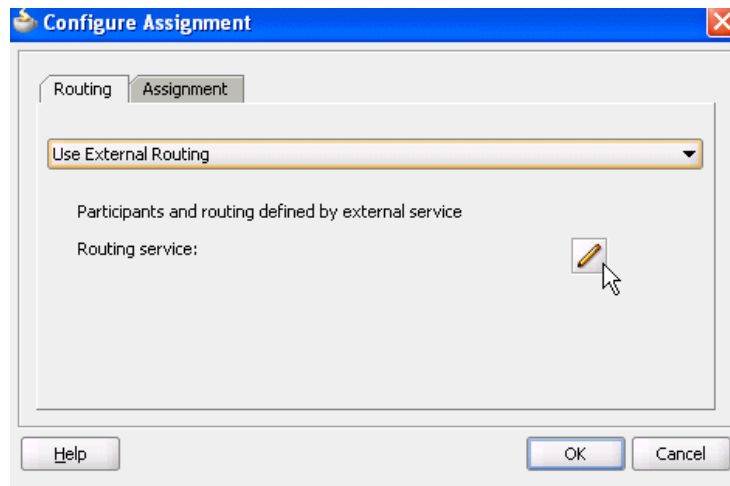 Configure Assignment
Routing Assignment
Use External Routing
Participants and routing defined by external service
Routing service:
Help OK Cancel